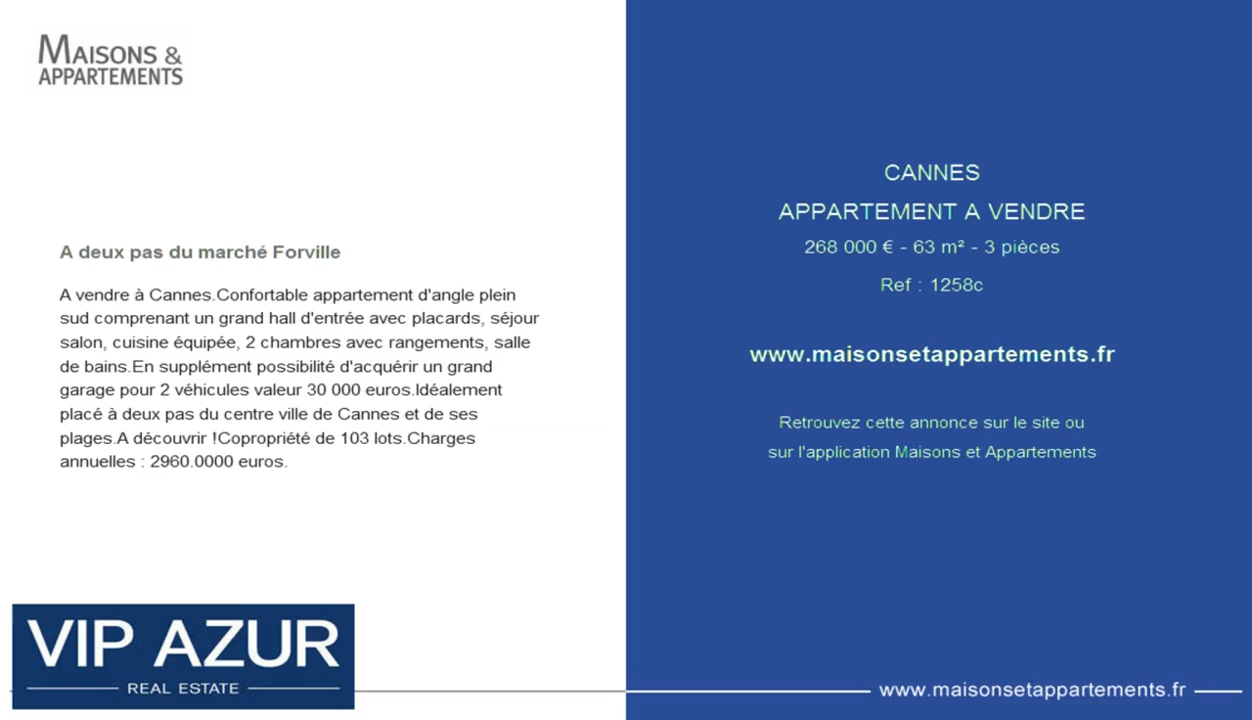 MAISONS &
APPARTEMENTS
A deux pas du marché Forville
A vendre à Cannes.Confortable appartement d'angle plein
sud comprenant un grand hall d'entrée avec placards, séjour
salon, cuisine équipée, 2 chambres avec rangements, salle
de bains.En supplément possibilité d'acquérir un grand
garage pour 2 véhicules valeur 30 000 euros.Idéalement
placé à deux pas du centre ville de Cannes et de ses
plages.A découvrir !Copropriété de 103 lots.Charges
annuelles : 2960.0000 euros.
VIP AZUR
REAL ESTATE
CANNES
APPARTEMENT A VENDRE
268 000 € - 63 m² - 3 pièces
Ref : 1258c
www.maisonsetappartements.fr
Retrouvez cette annonce sur le site ou
sur l'application Maisons et Appartements
www.maisonsetappartements.fr